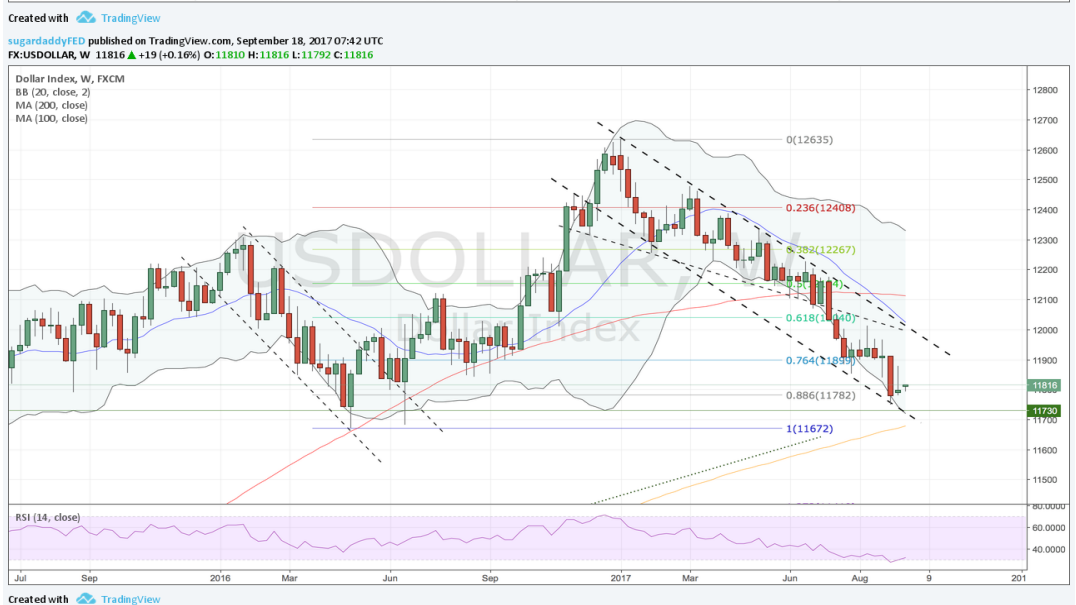 Created with TradingView
sugardaddyFED published on TradingView.com, September 18, 2017 07:42 UTC
FX:USDOLLAR, W 11816 ▲ +19 (+0.16%) O:11810 H:11816 L:11792 C:11816
Dollar Index, W, FXCM
BB (20, close, 2)
MA (200, close)
MA (100, close)
USDOLLAR, W
Dollar Index
0(12635)
0.236(12408)
0.382(12267)
0.618(12040)
0.764(11899)
0.886(11782)
1(11672)
12800
12700
12600
12500
12400
12300
12200
12100
12000
11900
11816
11730
11700
11600
11500
RSI (14, close)
80.0000
60.0000
40.0000
Jul Sep 2016 Mar Jun Sep 2017 Mar Jun Aug 9 201
Created with TradingView